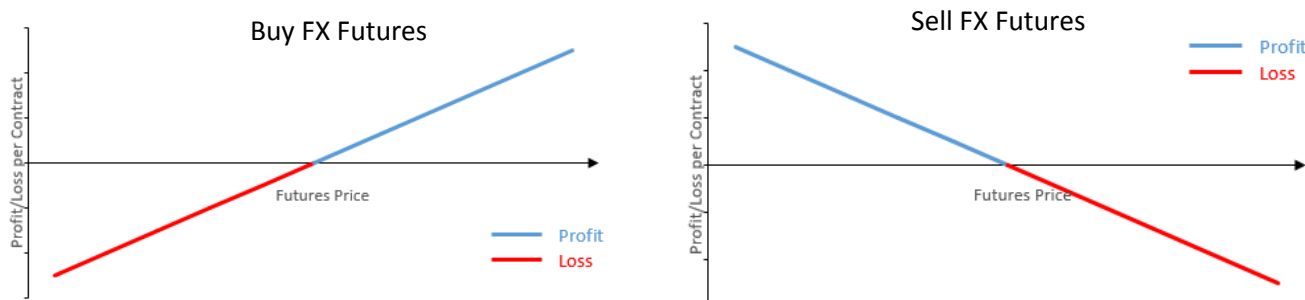 Buy FX Futures
Profit/Loss per Contract
Futures Price
Profit
Loss
Sell FX Futures
Profit/Loss per Contract
Futures Price
Profit
Loss